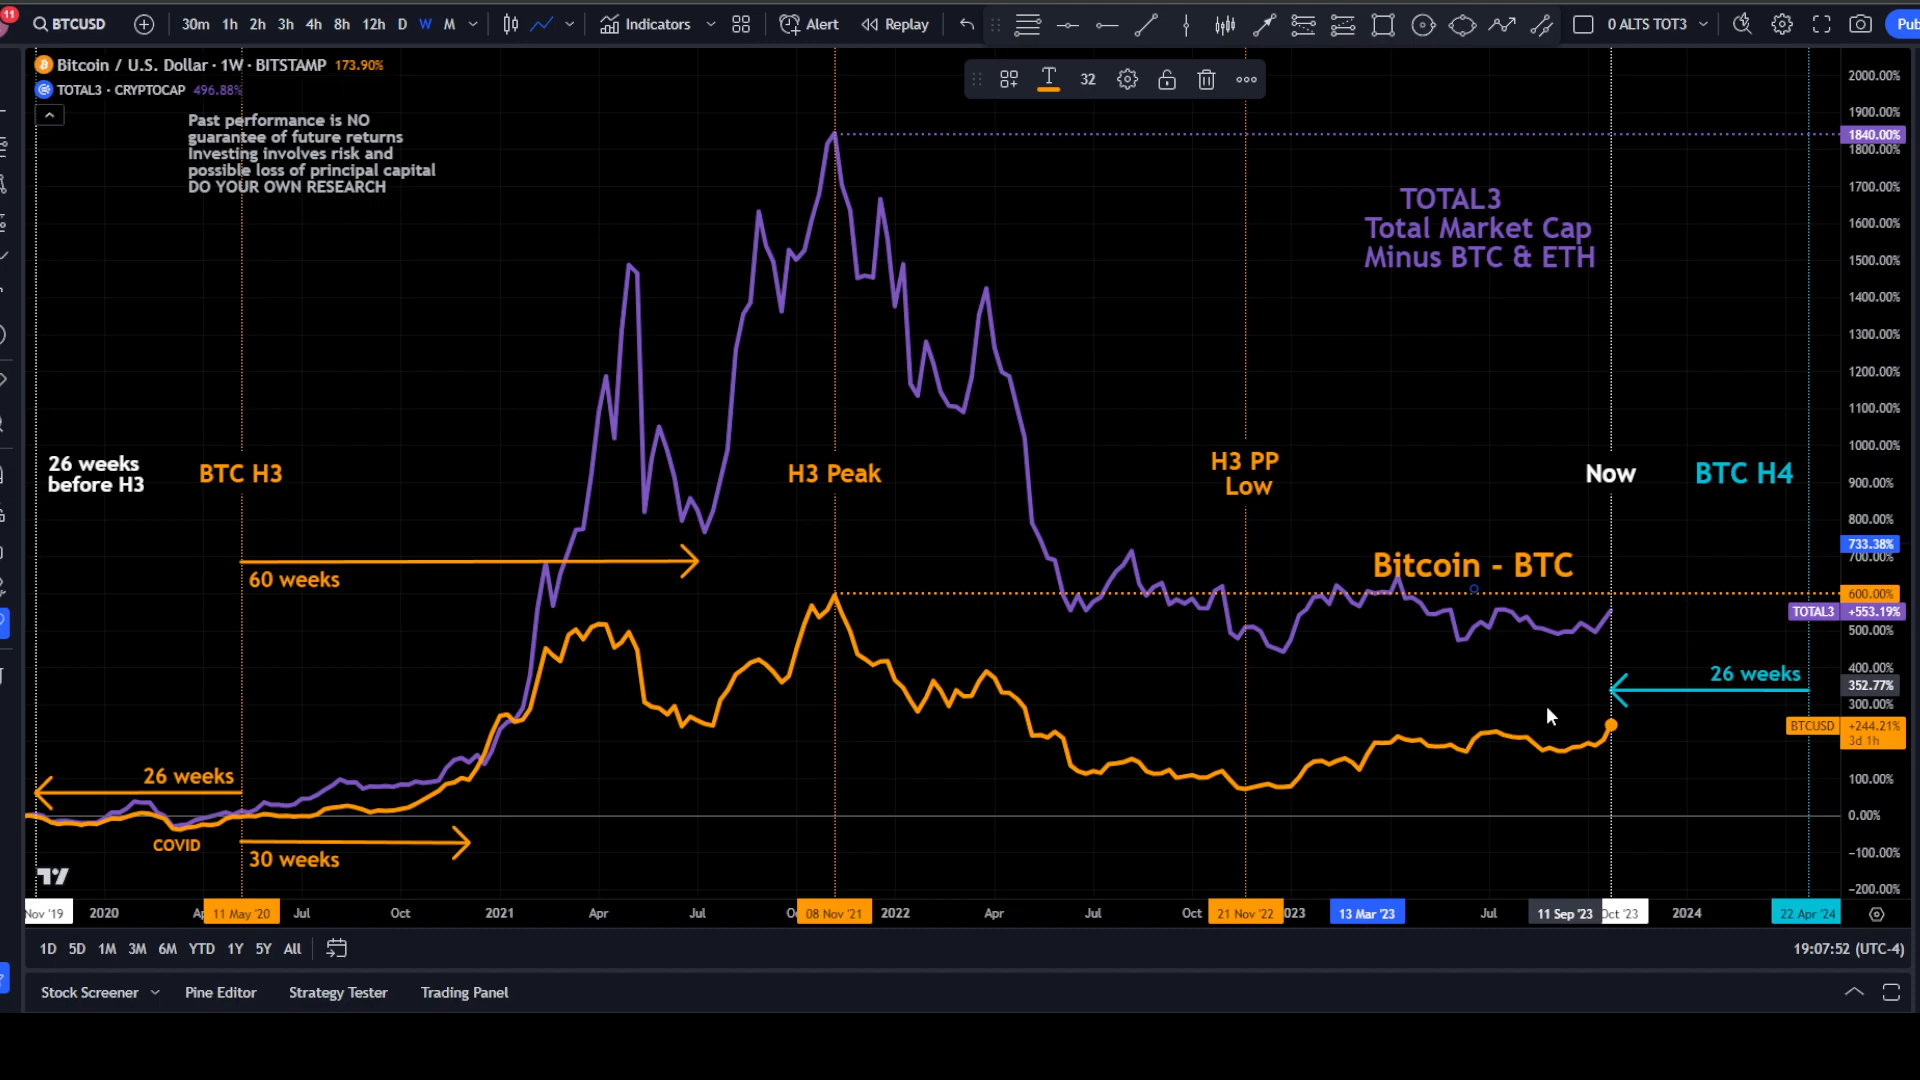 11
BTCUSD
30m 1h 2h 3h 4h 8h 12h D W M
Indicators
Alert
Replay
0 ALTS TOT3
Pub
Bitcoin / U.S. Dollar · 1W · BITSTAMP 173.90%
TOTAL3 · CRYPTOCAP 496.88%
T 32
Past performance is NO
guarantee of future returns
Investing involves risk and
possible loss of principal capital
DO YOUR OWN RESEARCH
TOTAL3
Total Market Cap
Minus BTC & ETH
26 weeks
before H3
BTC H3
H3 Peak
H3 PP
Low
Now
BTC H4
60 weeks
Bitcoin - BTC
26 weeks
26 weeks
COVID
30 weeks
2000.00%
1900.00%
1840.00%
1800.00%
1700.00%
1600.00%
1500.00%
1400.00%
1300.00%
1200.00%
1100.00%
1000.00%
900.00%
800.00%
733.38%
700.00%
600.00%
TOTAL3 +553.19%
500.00%
400.00%
352.77%
300.00%
BTCUSD +244.21%
3d 1h
100.00%
0.00%
−100.00%
−200.00%
Nov '19 2020 A 11 May '20 Jul Oct 2021 Apr Jul O 08 Nov '21 2022 Apr Jul Oct 21 Nov '22 023 13 Mar '23 Jul 11 Sep '23 Oct '23 2024 22 Apr '24
1D 5D 1M 3M 6M YTD 1Y 5Y All
19:07:52 (UTC-4)
Stock Screener Pine Editor Strategy Tester Trading Panel